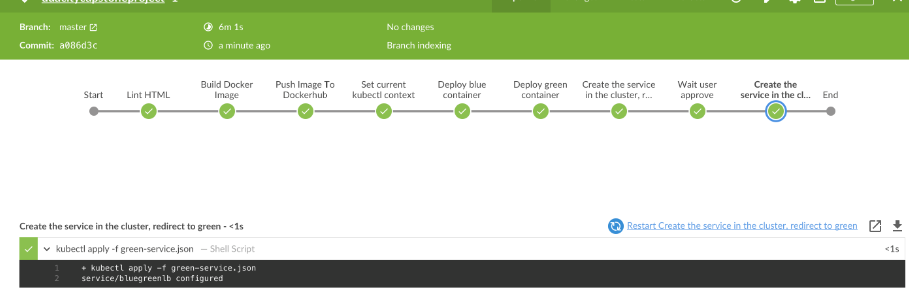 Branch: master
6m 1s
No changes
Commit: a086d3c
a minute ago
Branch indexing
Start
Lint HTML
Build Docker
Image
Push Image To
Dockerhub
Set current
kubectl context
Deploy blue
container
Deploy green
container
Create the service
in the cluster, r...
Wait user
approve
Create the
service in the cl...
End
Create the service in the cluster, redirect to green - <1s
Restart Create the service in the cluster, redirect to green
kubectl apply -f green-service.json — Shell Script
<1s
1 + kubectl apply -f green-service.json
2 service/bluegreenlb configured